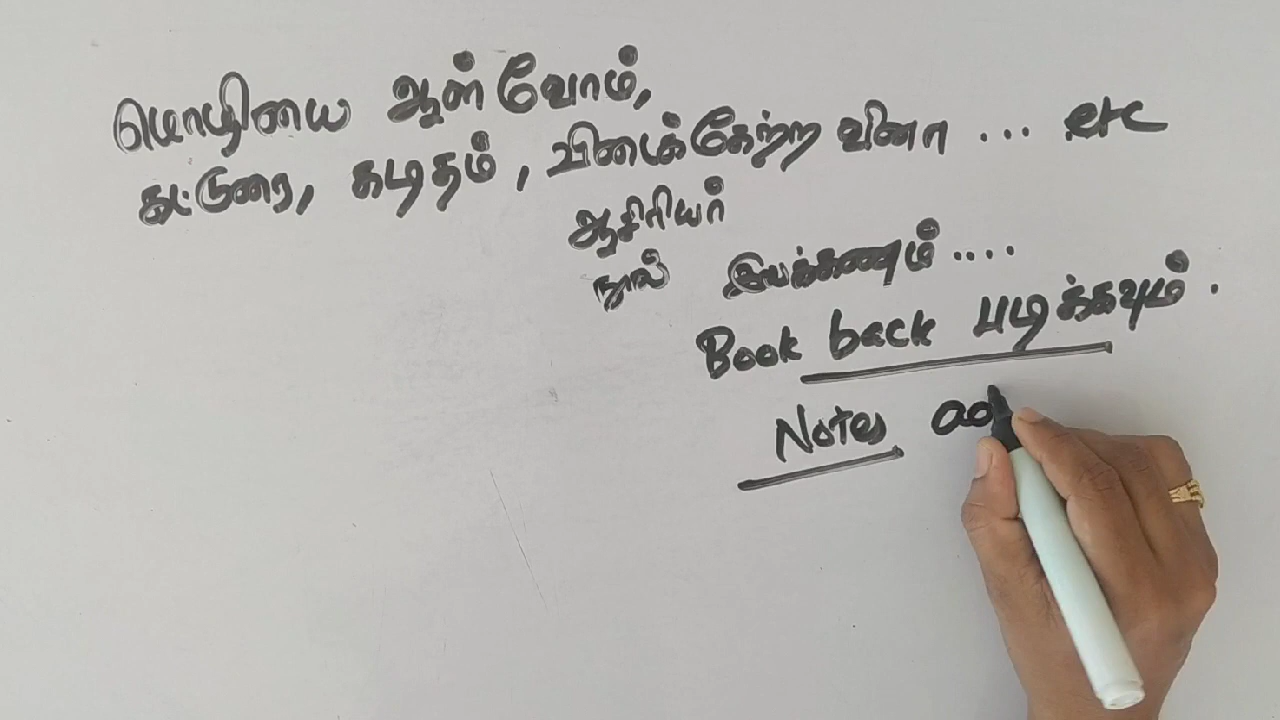 மொழியை ஆள்வோம்,
கட்டுரை, கடிதம், விடைக்கேற்ற வினா ... etc
ஆசிரியர்
நூல் இலக்கணம் ....
Book back படிக்கவும்.
Notes